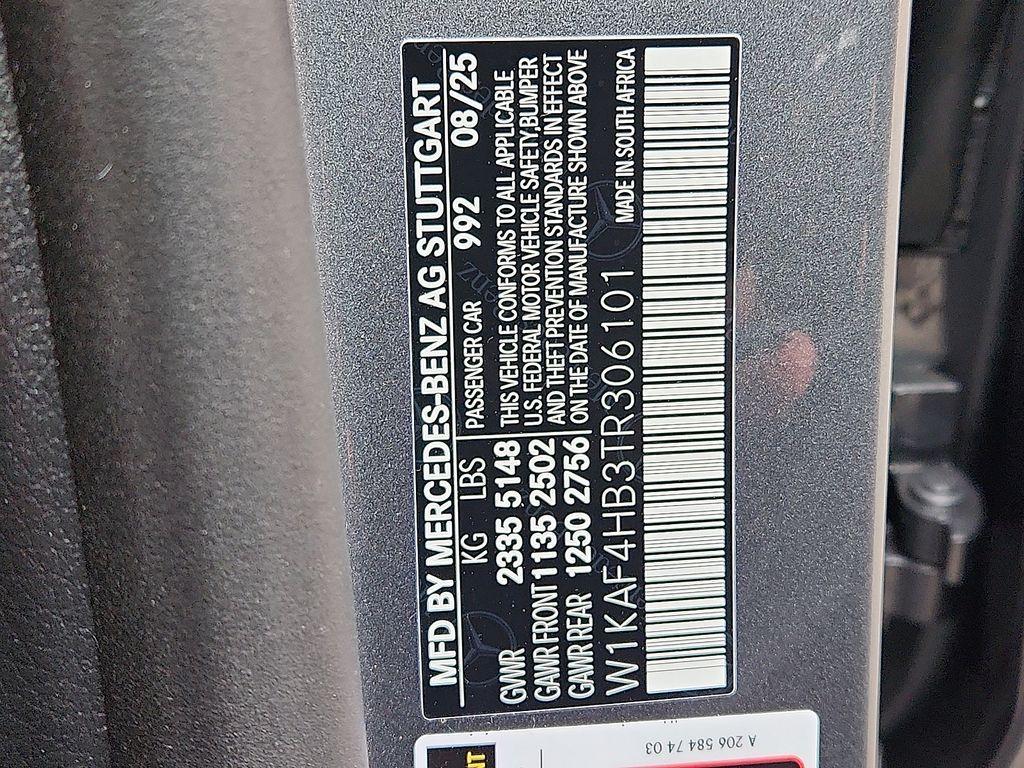 MFD BY MERCEDES-BENZ AG STUTTGART
KG LBS PASSENGER CAR 992 08/25
GVWR 2335 5148 THIS VEHICLE CONFORMS TO ALL APPLICABLE
GAWR FRONT 1135 2502 U.S. FEDERAL MOTOR VEHICLE SAFETY,BUMPER
GAWR REAR 1250 2756 AND THEFT PREVENTION STANDARDS IN EFFECT
ON THE DATE OF MANUFACTURE SHOWN ABOVE
W1KAF4HB3TR306101 MADE IN SOUTH AFRICA
A 206 584 74 03
NT